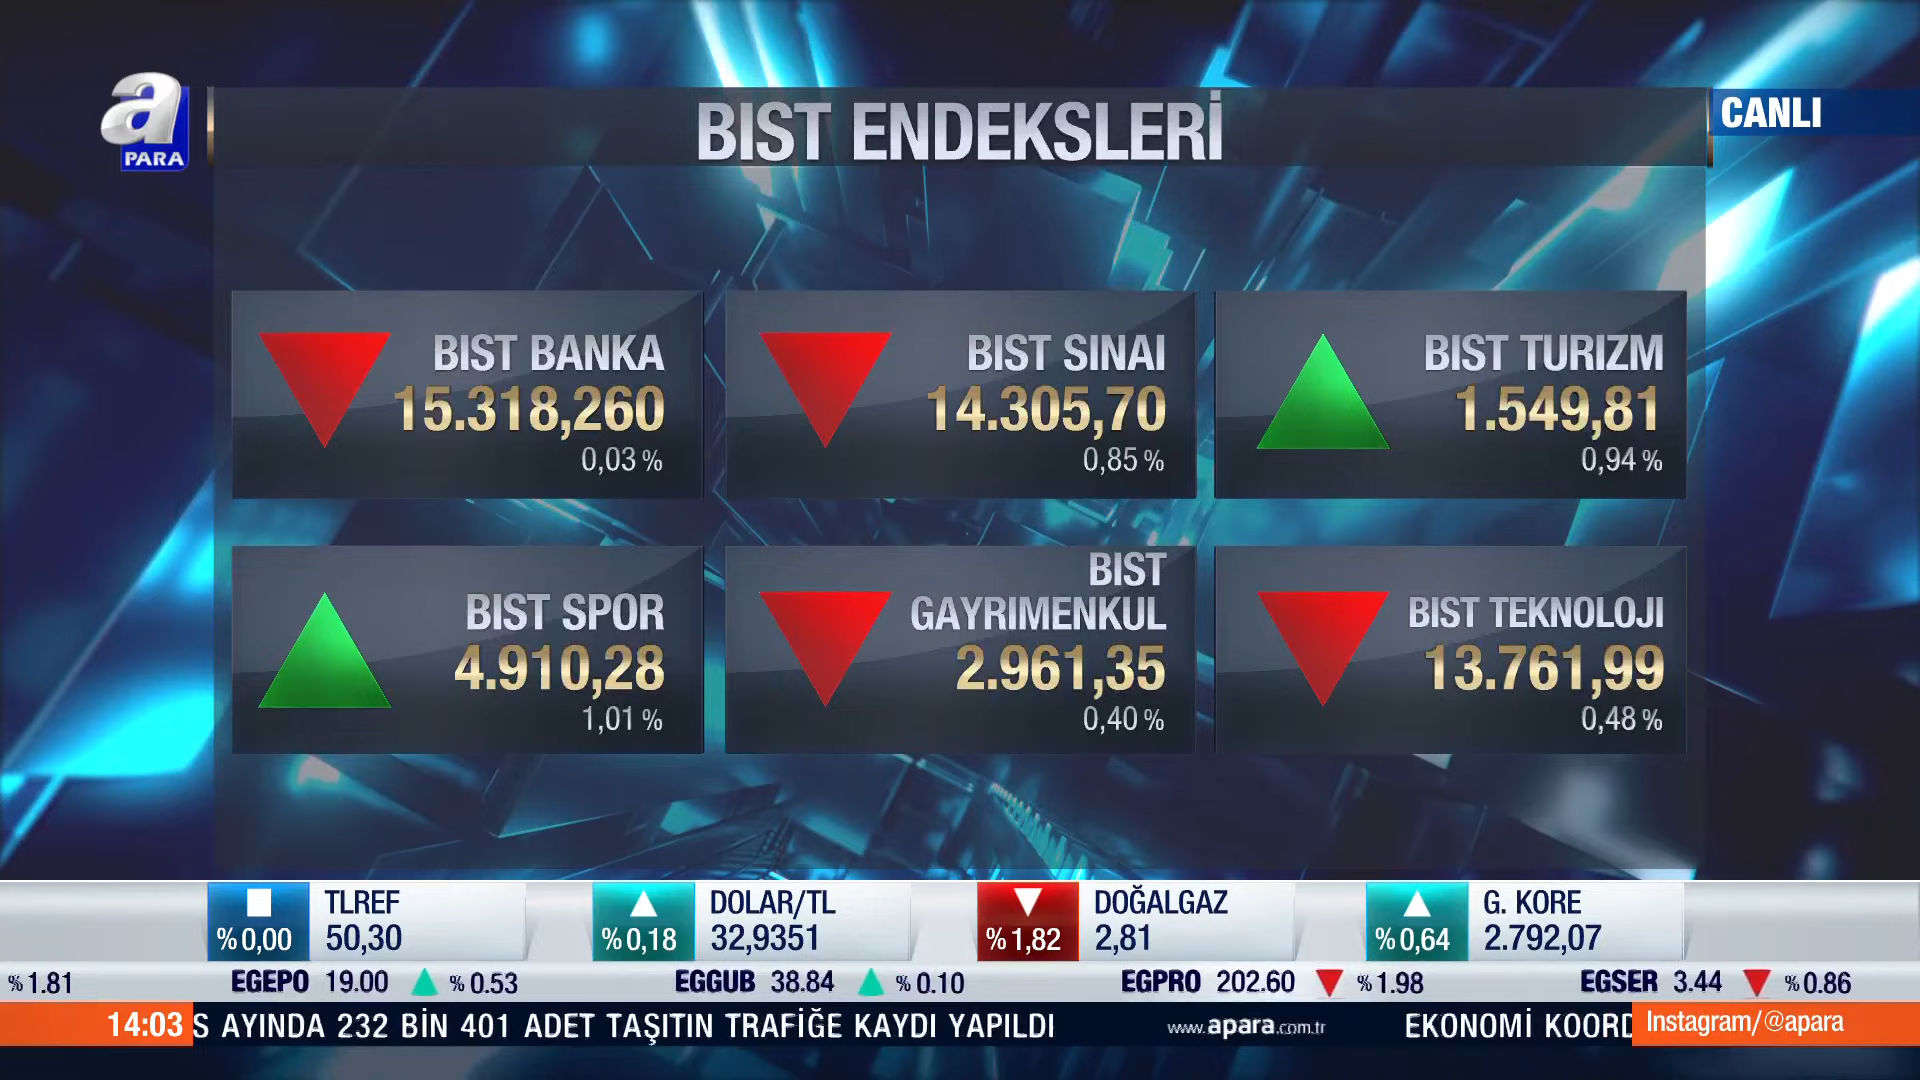 a
PARA
BIST ENDEKSLERİ
CANLI
BIST BANKA
15.318,260
0,03 %
BIST SINAI
14.305,70
0,85 %
BIST TURIZM
1.549,81
0,94 %
BIST SPOR
4.910,28
1,01 %
BIST
GAYRIMENKUL
2.961,35
0,40 %
BIST TEKNOLOJI
13.761,99
0,48 %
%0,00 TLREF
50,30
%0,18 DOLAR/TL
32,9351
%1,82 DOĞALGAZ
2,81
%0,64 G. KORE
2.792,07
%1.81 EGEPO 19.00 %0.53 EGGUB 38.84 %0.10 EGPRO 202.60 %1.98 EGSER 3.44 %0.86
14:03 S AYINDA 232 BİN 401 ADET TAŞITIN TRAFİĞE KAYDI YAPILDI www.apara.com.tr EKONOMİ KOORD Instagram/@apara